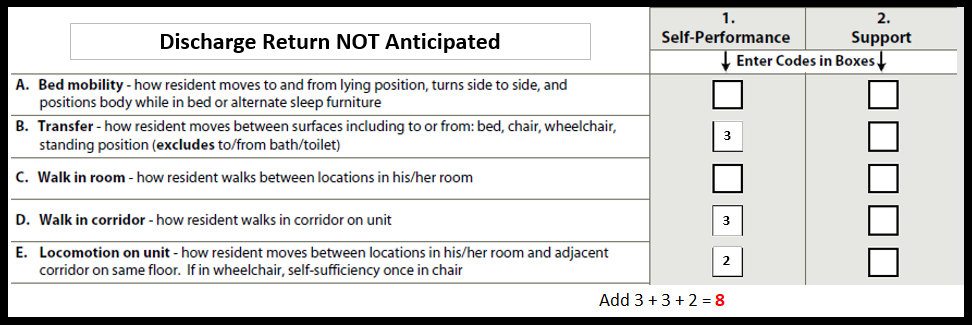 Discharge Return NOT Anticipated
1.
Self-Performance
2.
Support
Enter Codes in Boxes
A. Bed mobility - how resident moves to and from lying position, turns side to side, and
positions body while in bed or alternate sleep furniture
B. Transfer - how resident moves between surfaces including to or from: bed, chair, wheelchair,
standing position (excludes to/from bath/toilet)
3
C. Walk in room - how resident walks between locations in his/her room
D. Walk in corridor - how resident walks in corridor on unit
3
E. Locomotion on unit - how resident moves between locations in his/her room and adjacent
corridor on same floor. If in wheelchair, self-sufficiency once in chair
2
Add 3 + 3 + 2 = 8